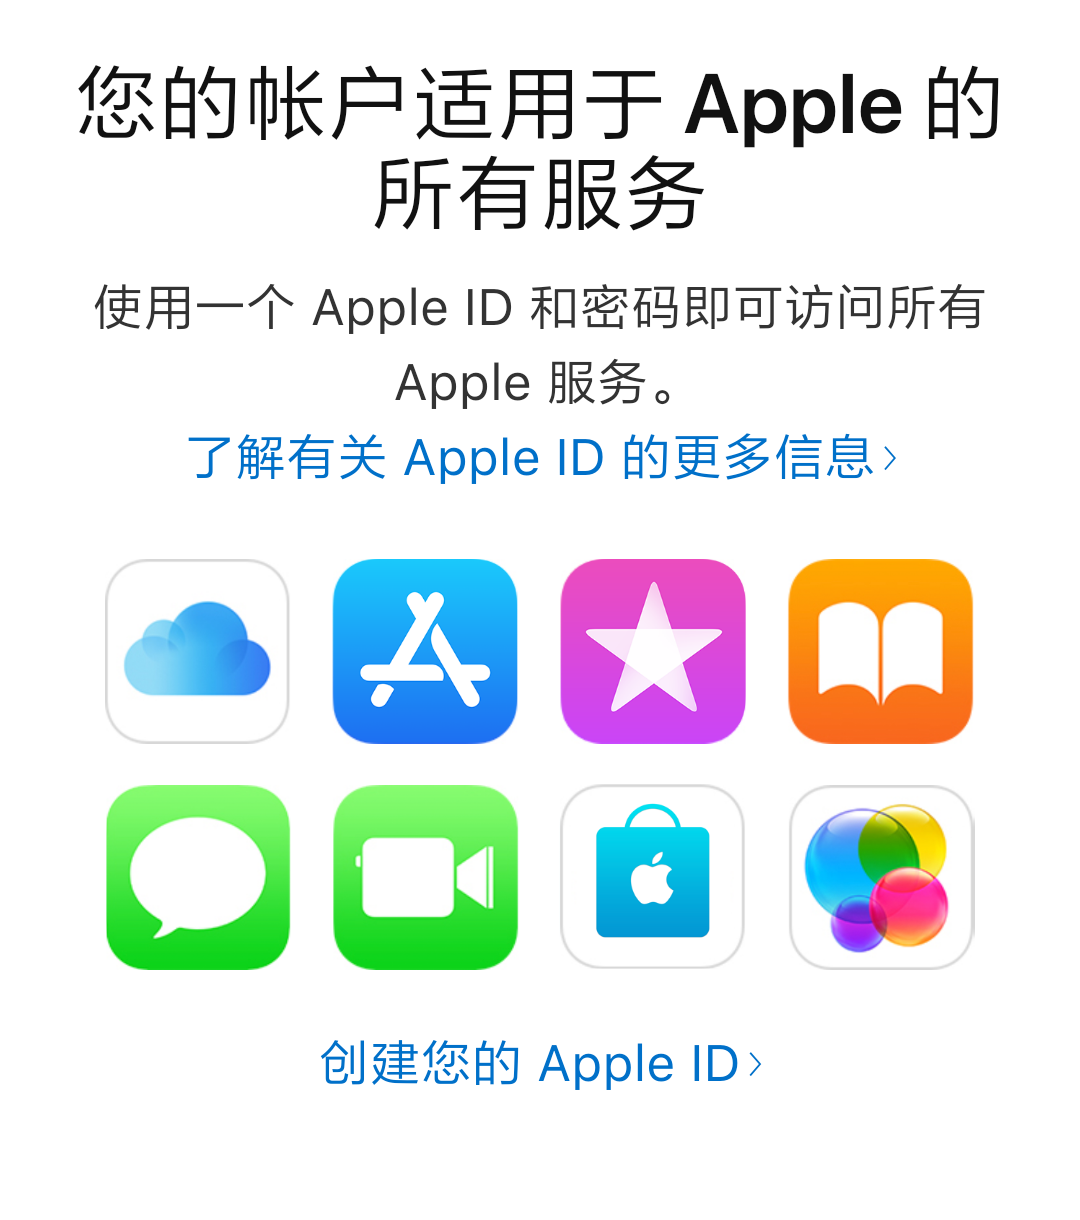 您的帐户适用于 Apple 的
所有服务
使用一个 Apple ID 和密码即可访问所有
Apple 服务。
了解有关 Apple ID 的更多信息›
创建您的 Apple ID›